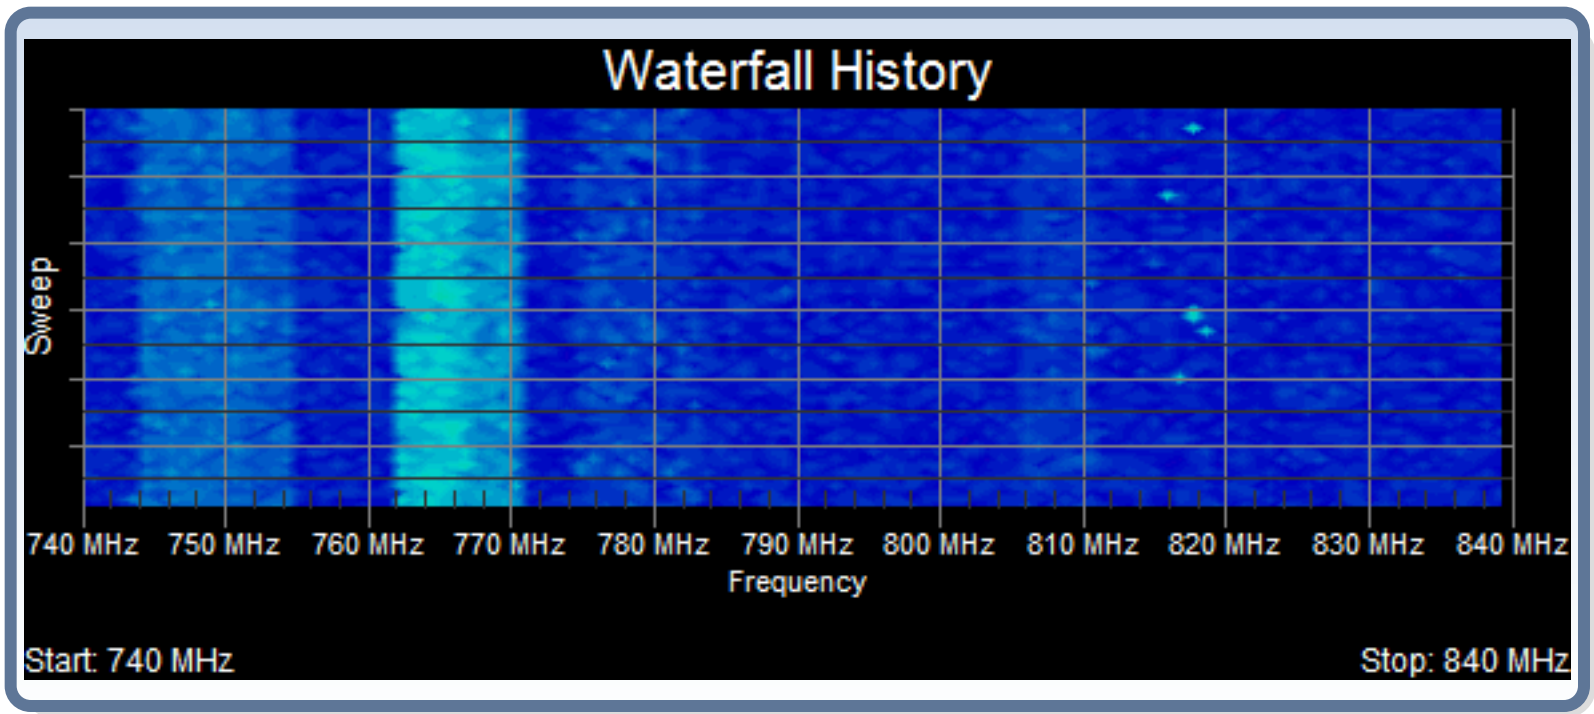 Waterfall History
Sweep
740 MHz 750 MHz 760 MHz 770 MHz 780 MHz 790 MHz 800 MHz 810 MHz 820 MHz 830 MHz 840 MHz
Frequency
Start: 740 MHz Stop: 840 MHz